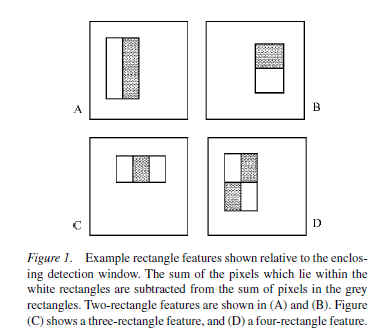 A
B
C
D
Figure 1. Example rectangle features shown relative to the enclos-
ing detection window. The sum of the pixels which lie within the
white rectangles are subtracted from the sum of pixels in the grey
rectangles. Two-rectangle features are shown in (A) and (B). Figure
(C) shows a three-rectangle feature, and (D) a four-rectangle feature.